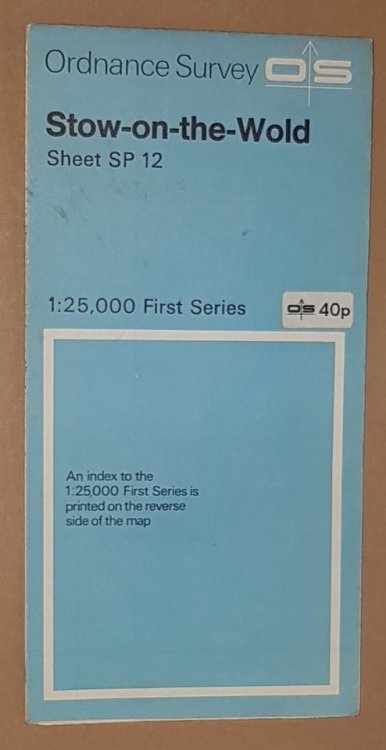 Ordnance Survey OS
Stow-on-the-Wold
Sheet SP 12
1:25,000 First Series
OS 40p
An index to the
1:25,000 First Series is
printed on the reverse
side of the map